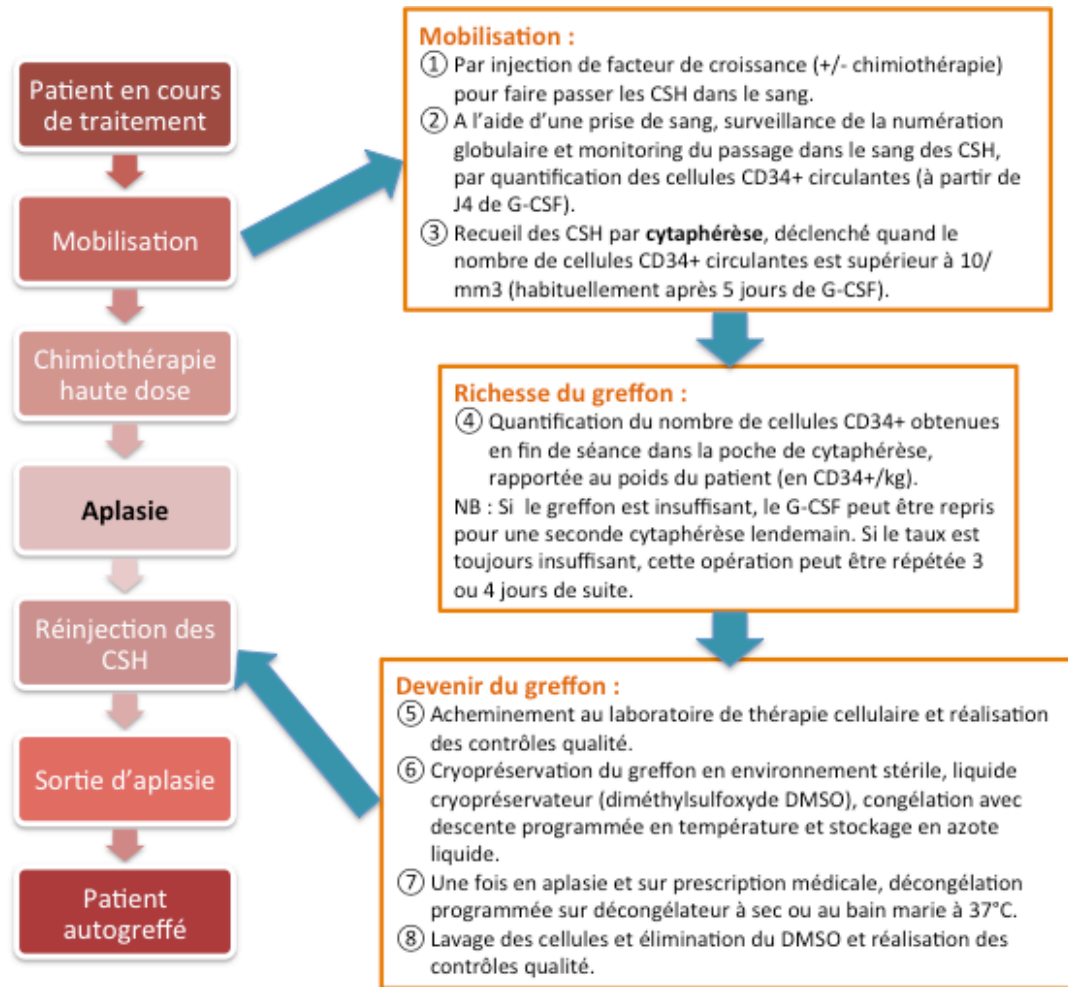 Patient en cours
de traitement
Mobilisation
Chimiothérapie
haute dose
Aplasie
Réinjection des
CSH
Sortie d'aplasie
Patient
autogreffé
Mobilisation :
① Par injection de facteur de croissance (+/- chimiothérapie)
pour faire passer les CSH dans le sang.
② A l'aide d'une prise de sang, surveillance de la numération
globulaire et monitoring du passage dans le sang des CSH,
par quantification des cellules CD34+ circulantes (à partir de
J4 de G-CSF).
③ Recueil des CSH par cytaphérèse, déclenché quand le
nombre de cellules CD34+ circulantes est supérieur à 10/
mm3 (habituellement après 5 jours de G-CSF).
Richesse du greffon :
④ Quantification du nombre de cellules CD34+ obtenues
en fin de séance dans la poche de cytaphérèse,
rapportée au poids du patient (en CD34+/kg).
NB : Si le greffon est insuffisant, le G-CSF peut être repris
pour une seconde cytaphérèse lendemain. Si le taux est
toujours insuffisant, cette opération peut être répétée 3
ou 4 jours de suite.
Devenir du greffon :
⑤ Acheminement au laboratoire de thérapie cellulaire et réalisation
des contrôles qualité.
⑥ Cryopréservation du greffon en environnement stérile, liquide
cryopréservateur (diméthylsulfoxyde DMSO), congélation avec
descente programmée en température et stockage en azote
liquide.
⑦ Une fois en aplasie et sur prescription médicale, décongélation
programmée sur décongélateur à sec ou au bain marie à 37°C.
⑧ Lavage des cellules et élimination du DMSO et réalisation des
contrôles qualité.